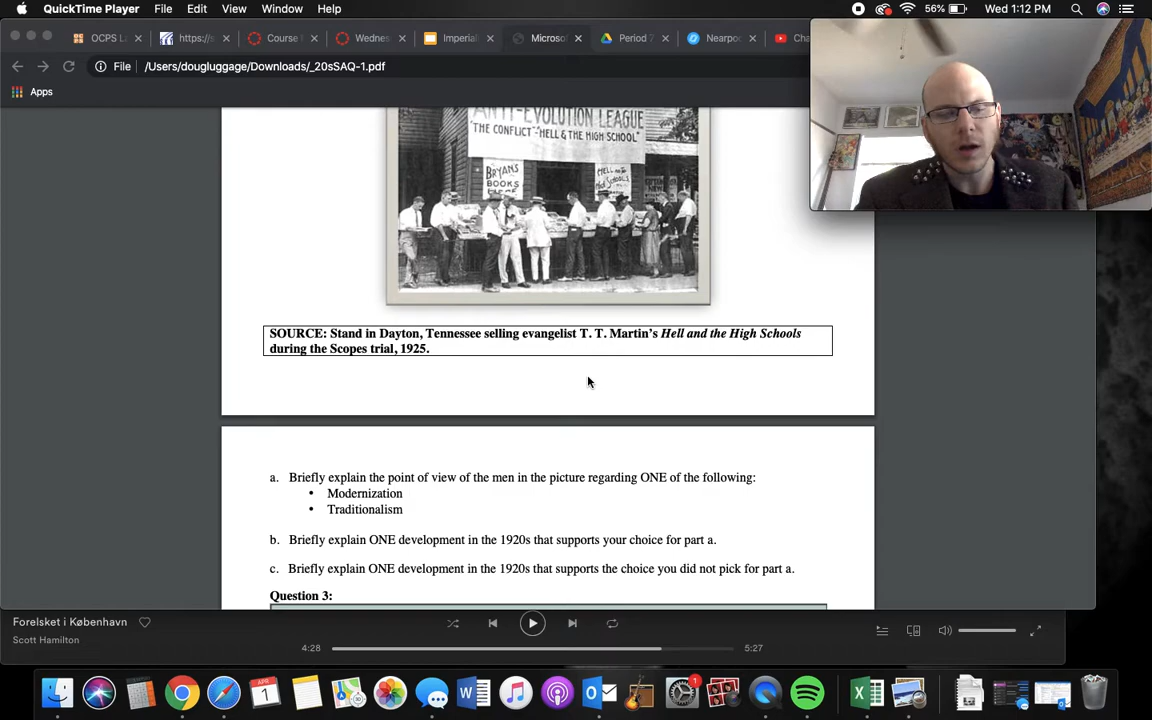 QuickTime Player File Edit View Window Help 56% Wed 1:12 PM
OCPS L × https://s × Course × Wednes × Imperia × Microso × Period 7 × Nearpoc × Cha
File /Users/dougluggage/Downloads/_20sSAQ-1.pdf
Apps
ANTI-EVOLUTION LEAGUE
"THE CONFLICT"-"HELL & THE HIGH SCHOOL"
BRYAN'S
BOOKS
SOURCE: Stand in Dayton, Tennessee selling evangelist T. T. Martin's Hell and the High Schools
during the Scopes trial, 1925.
a. Briefly explain the point of view of the men in the picture regarding ONE of the following:
• Modernization
• Traditionalism
b. Briefly explain ONE development in the 1920s that supports your choice for part a.
c. Briefly explain ONE development in the 1920s that supports the choice you did not pick for part a.
Question 3:
Forelsket i København
Scott Hamilton
4:28 5:27
APR
1
1